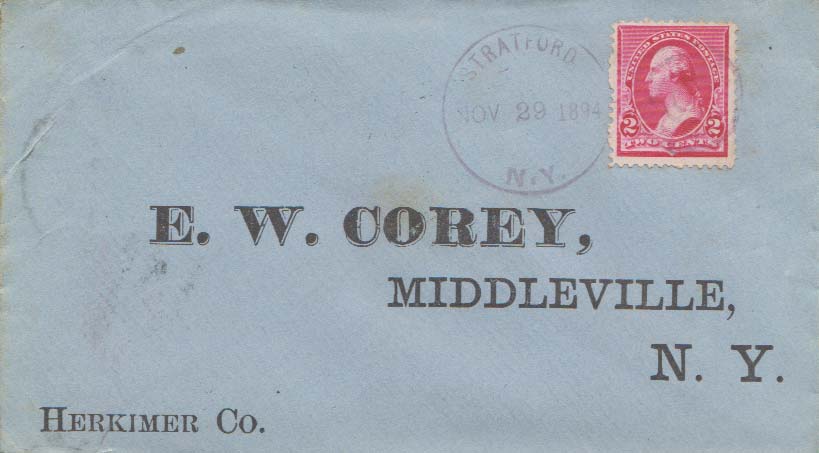 STRATFORD
NOV 29 1894
N.Y.
UNITED STATES POSTAGE
2 2
TWO CENTS
E. W. COREY,
MIDDLEVILLE,
N. Y.
HERKIMER CO.